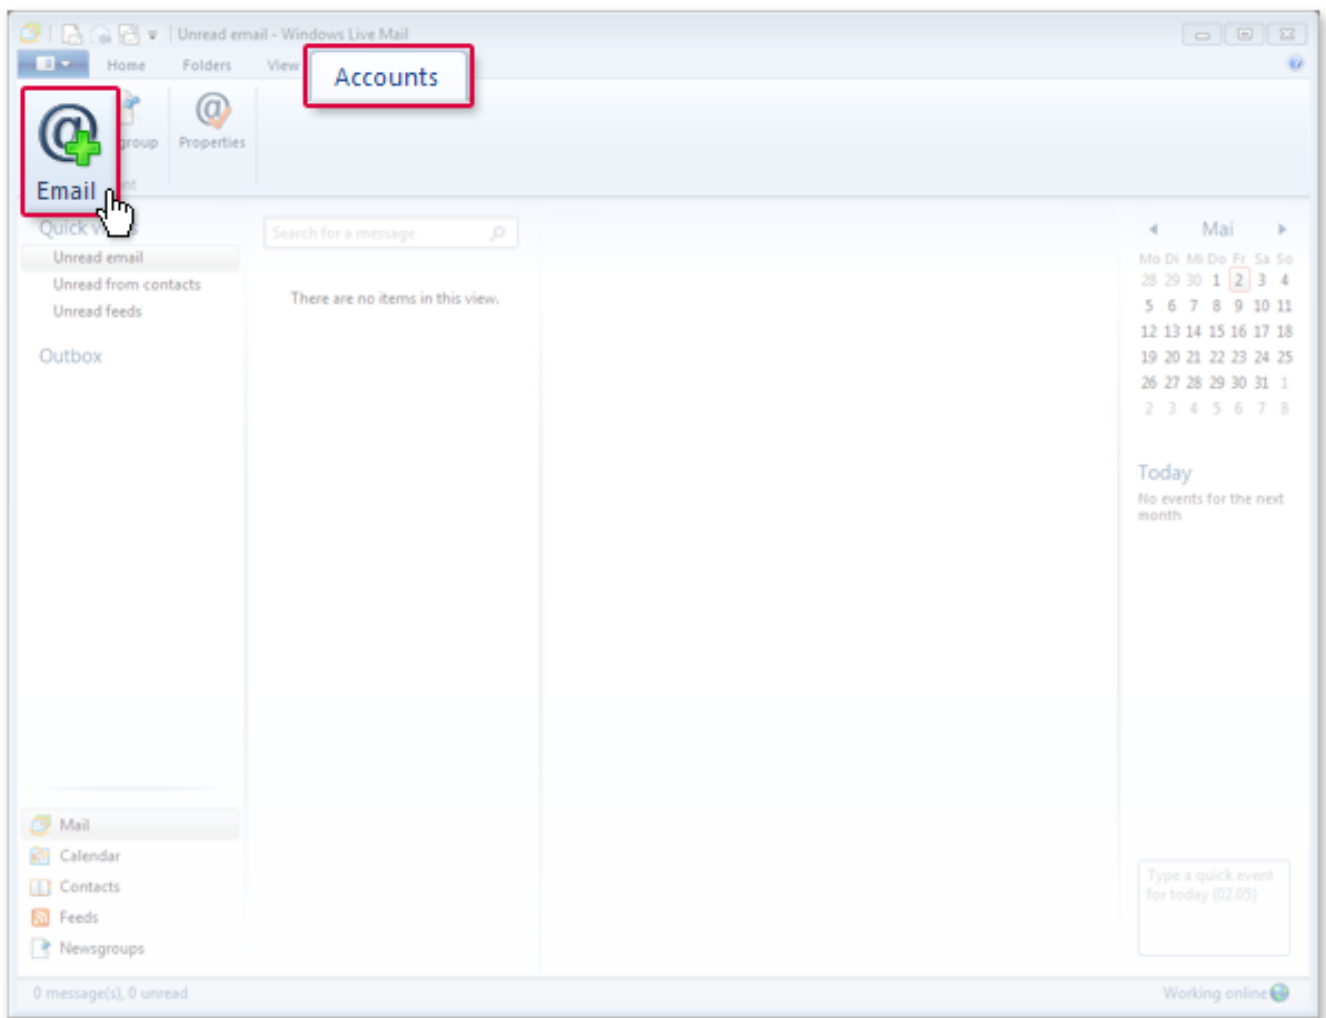 Unread email - Windows Live Mail
Home Folders View Accounts
Email group Properties
Quick
Unread email
Unread from contacts
Unread feeds
Outbox
Search for a message
There are no items in this view.
Mai
Mo Di Mi Do Fr Sa So
28 29 30 1 2 3 4
5 6 7 8 9 10 11
12 13 14 15 16 17 18
19 20 21 22 23 24 25
26 27 28 29 30 31 1
2 3 4 5 6 7 8
Today
No events for the next
month
Mail
Calendar
Contacts
Feeds
Newsgroups
Type a quick event
for today (02.05)
0 message(s), 0 unread
Working online